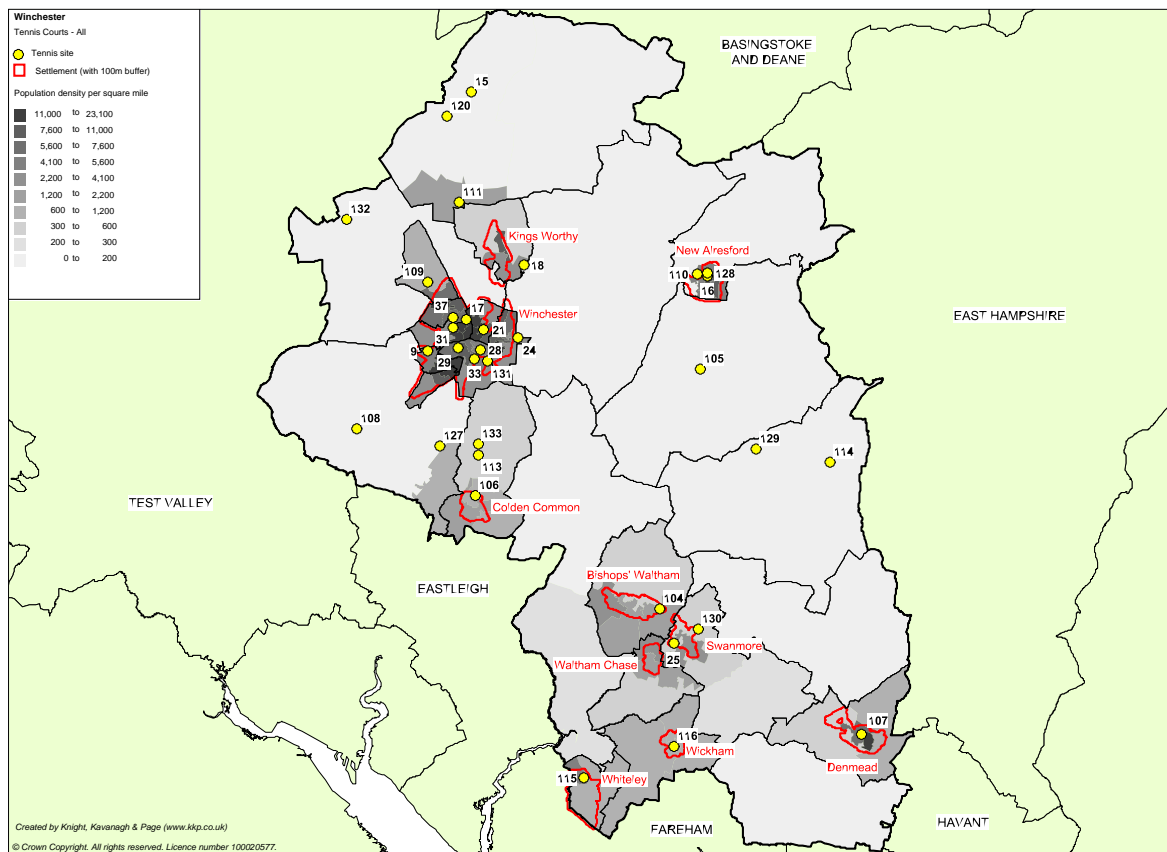 Winchester
Tennis Courts - All
Tennis site
Settlement (with 100m buffer)
Population density per square mile
11,000 to 23,100
7,600 to 11,000
5,600 to 7,600
4,100 to 5,600
2,200 to 4,100
1,200 to 2,200
600 to 1,200
300 to 600
200 to 300
0 to 200
BASINGSTOKE
AND DEANE
15
120
111
132
Kings Worthy
18
New Alresford
110
128
16
109
37
17
Winchester
21
31
24
9
28
29
33
131
EAST HAMPSHIRE
105
108
127
133
113
129
114
106
Colden Common
TEST VALLEY
EASTLEIGH
Bishops' Waltham
104
130
Swanmore
25
Waltham Chase
107
116
Wickham
Denmead
115
Whiteley
FAREHAM
HAVANT
Created by Knight, Kavanagh & Page (www.kkp.co.uk)
© Crown Copyright. All rights reserved. Licence number 100020577.